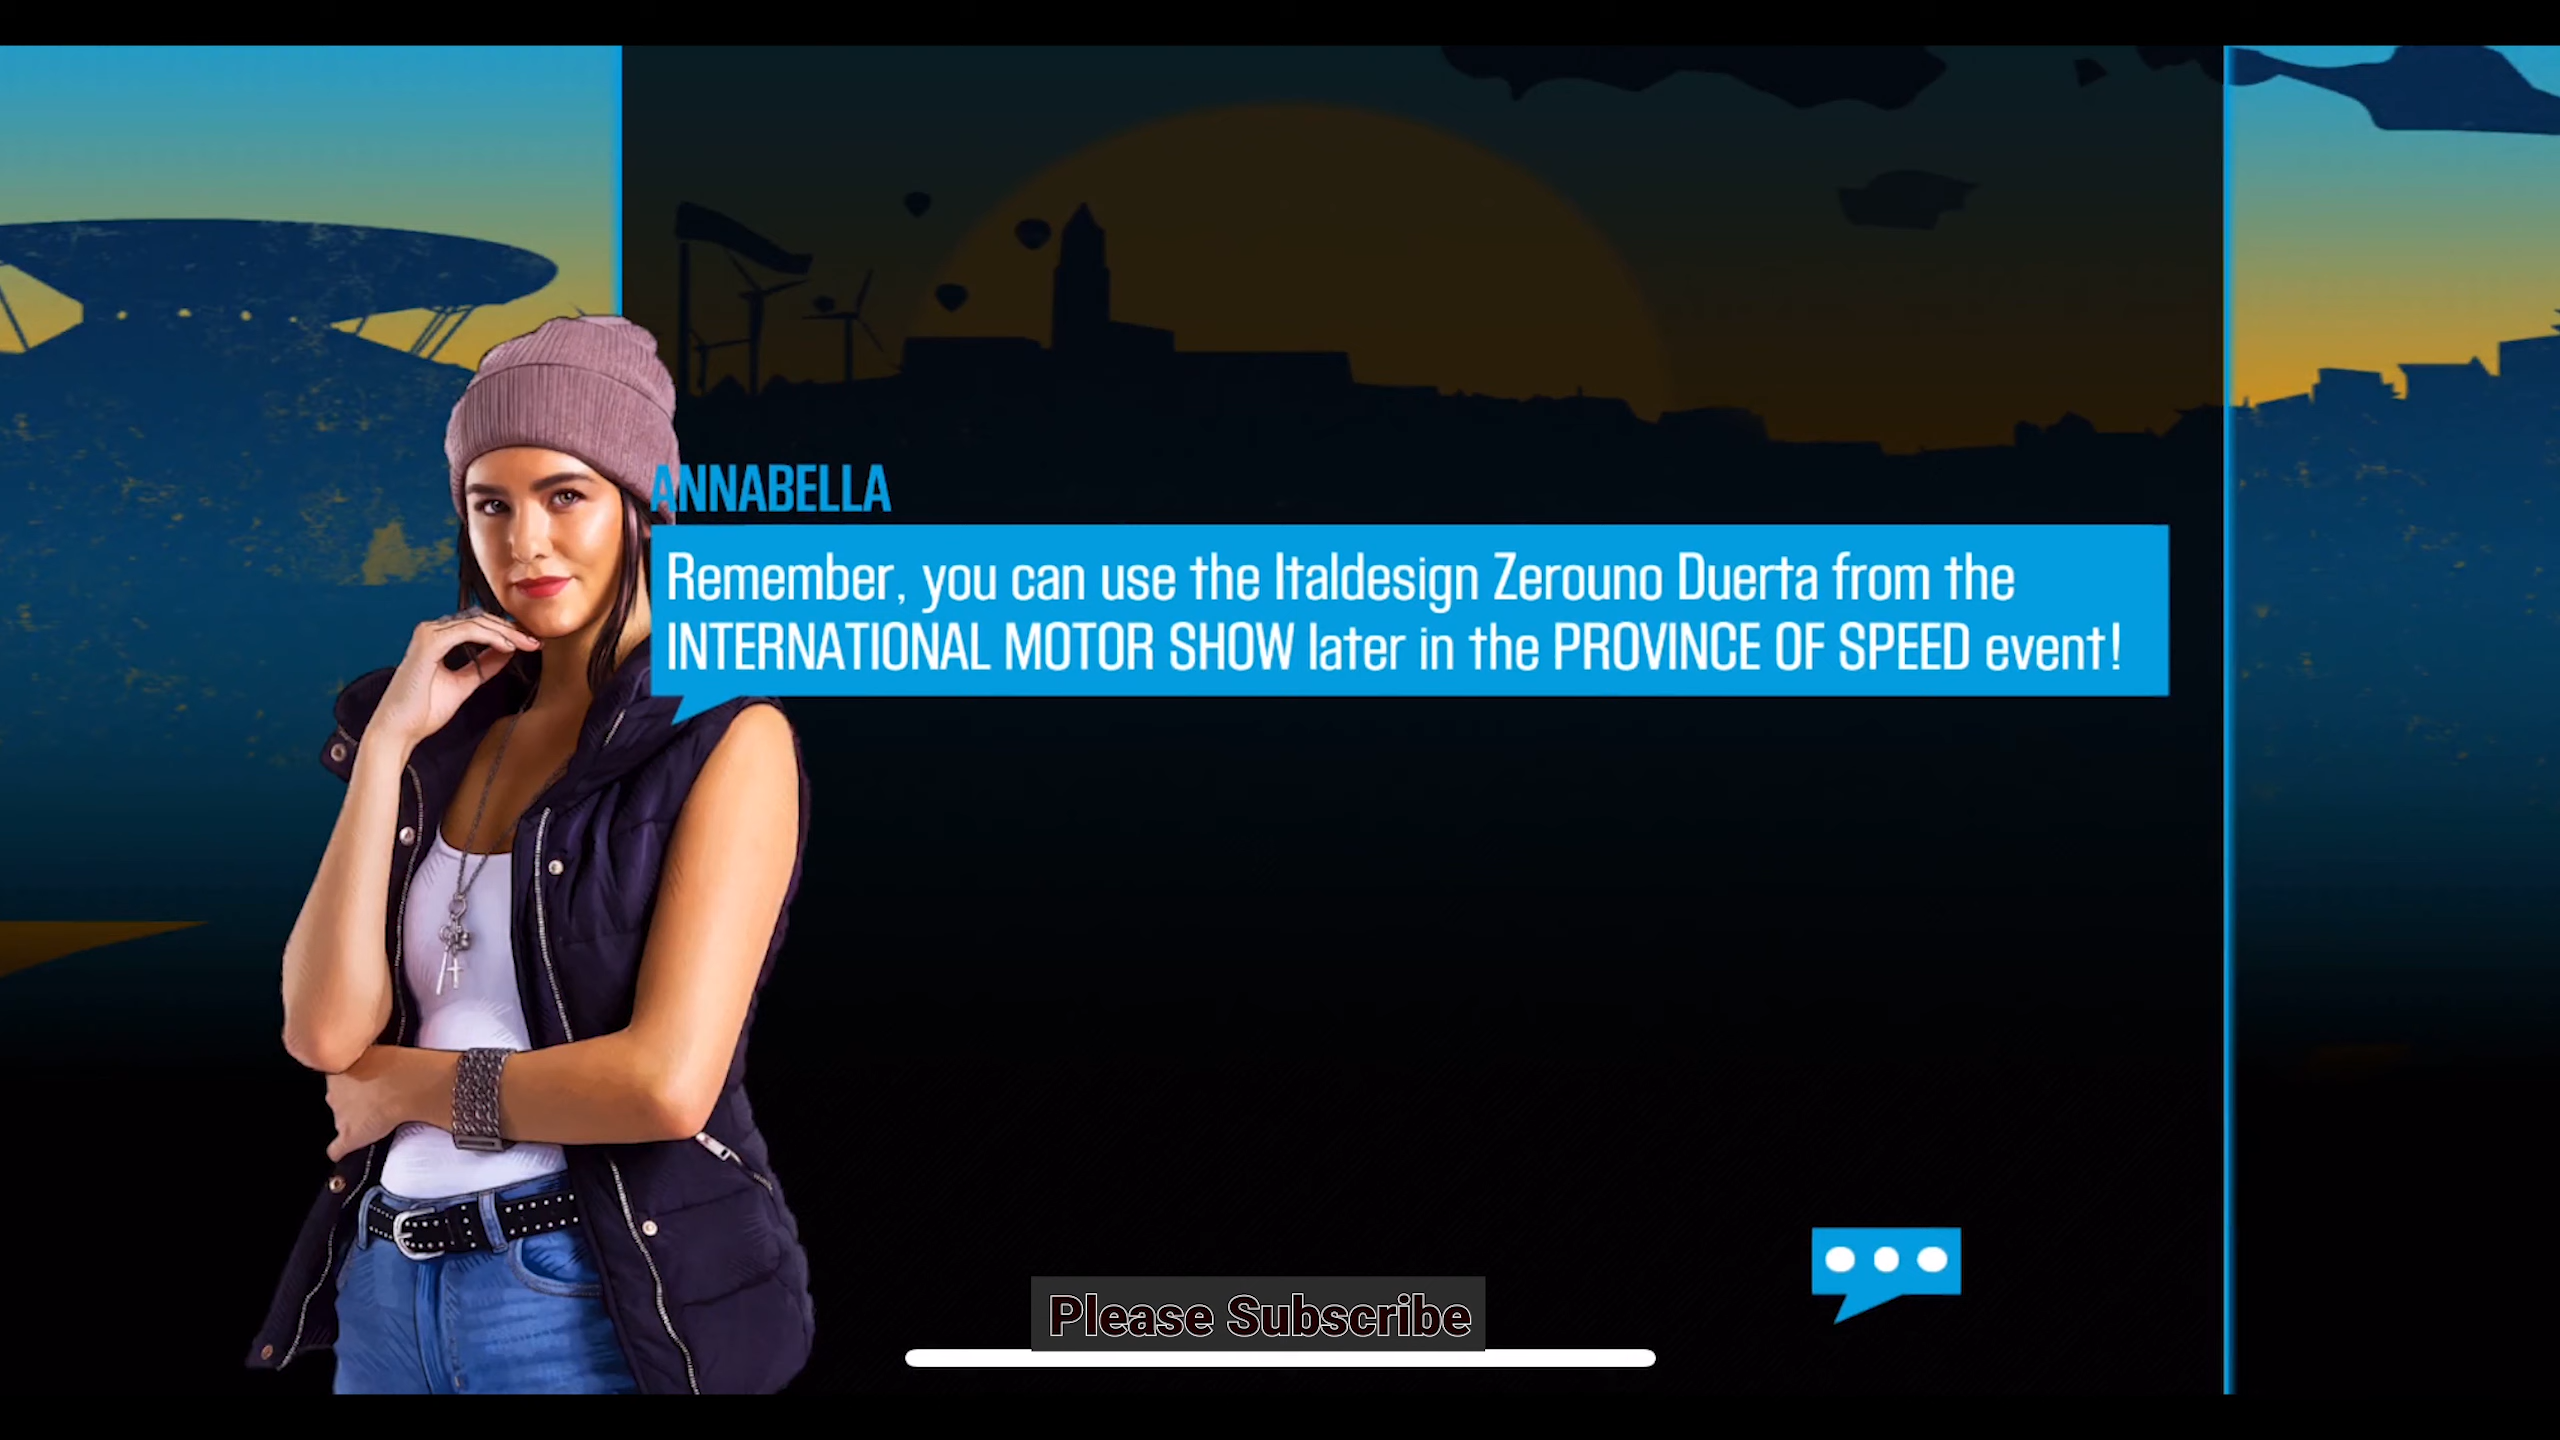 ANNABELLA
Remember, you can use the Italdesign Zerouno Duerta from the
INTERNATIONAL MOTOR SHOW later in the PROVINCE OF SPEED event!
Please Subscribe